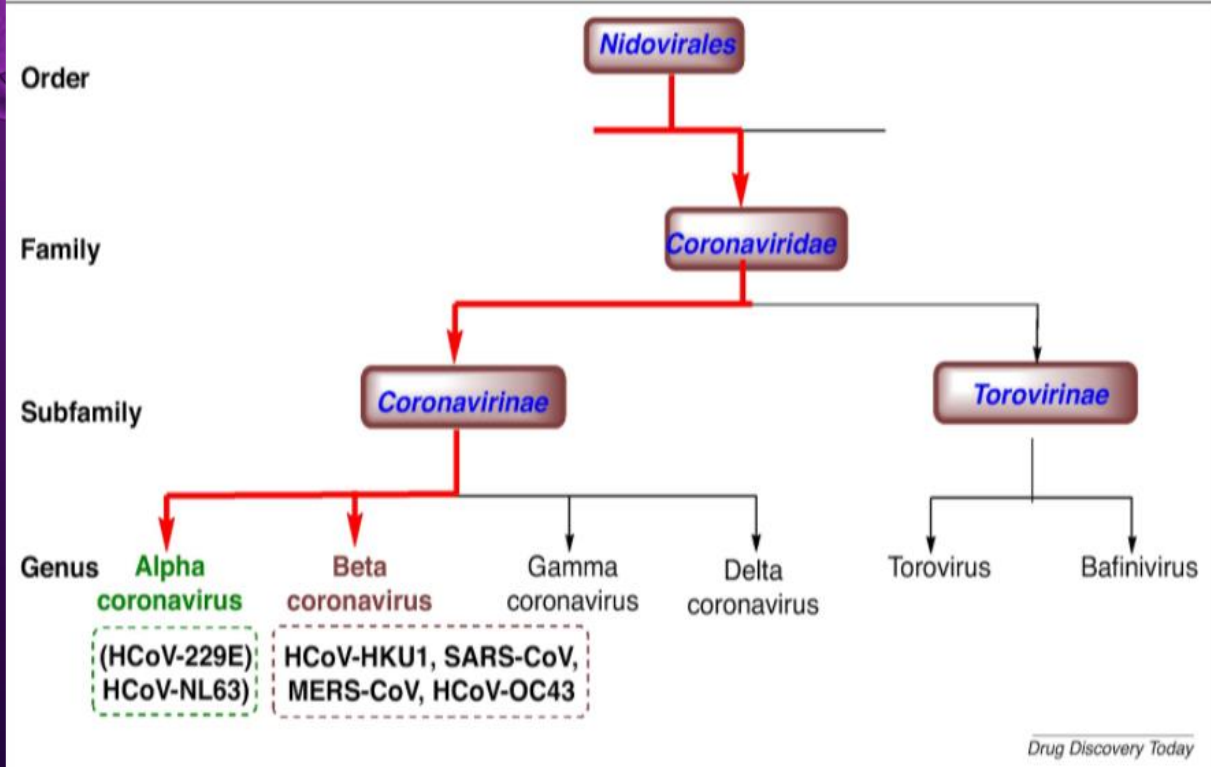 Nidovirales
Order
Family
Coronaviridae
Subfamily
Coronavirinae
Torovirinae
Genus
Alpha
coronavirus
Beta
coronavirus
Gamma
coronavirus
Delta
coronavirus
Torovirus
Bafinivirus
(HCoV-229E)
HCoV-NL63)
HCoV-HKU1, SARS-CoV,
MERS-CoV, HCoV-OC43
Drug Discovery Today